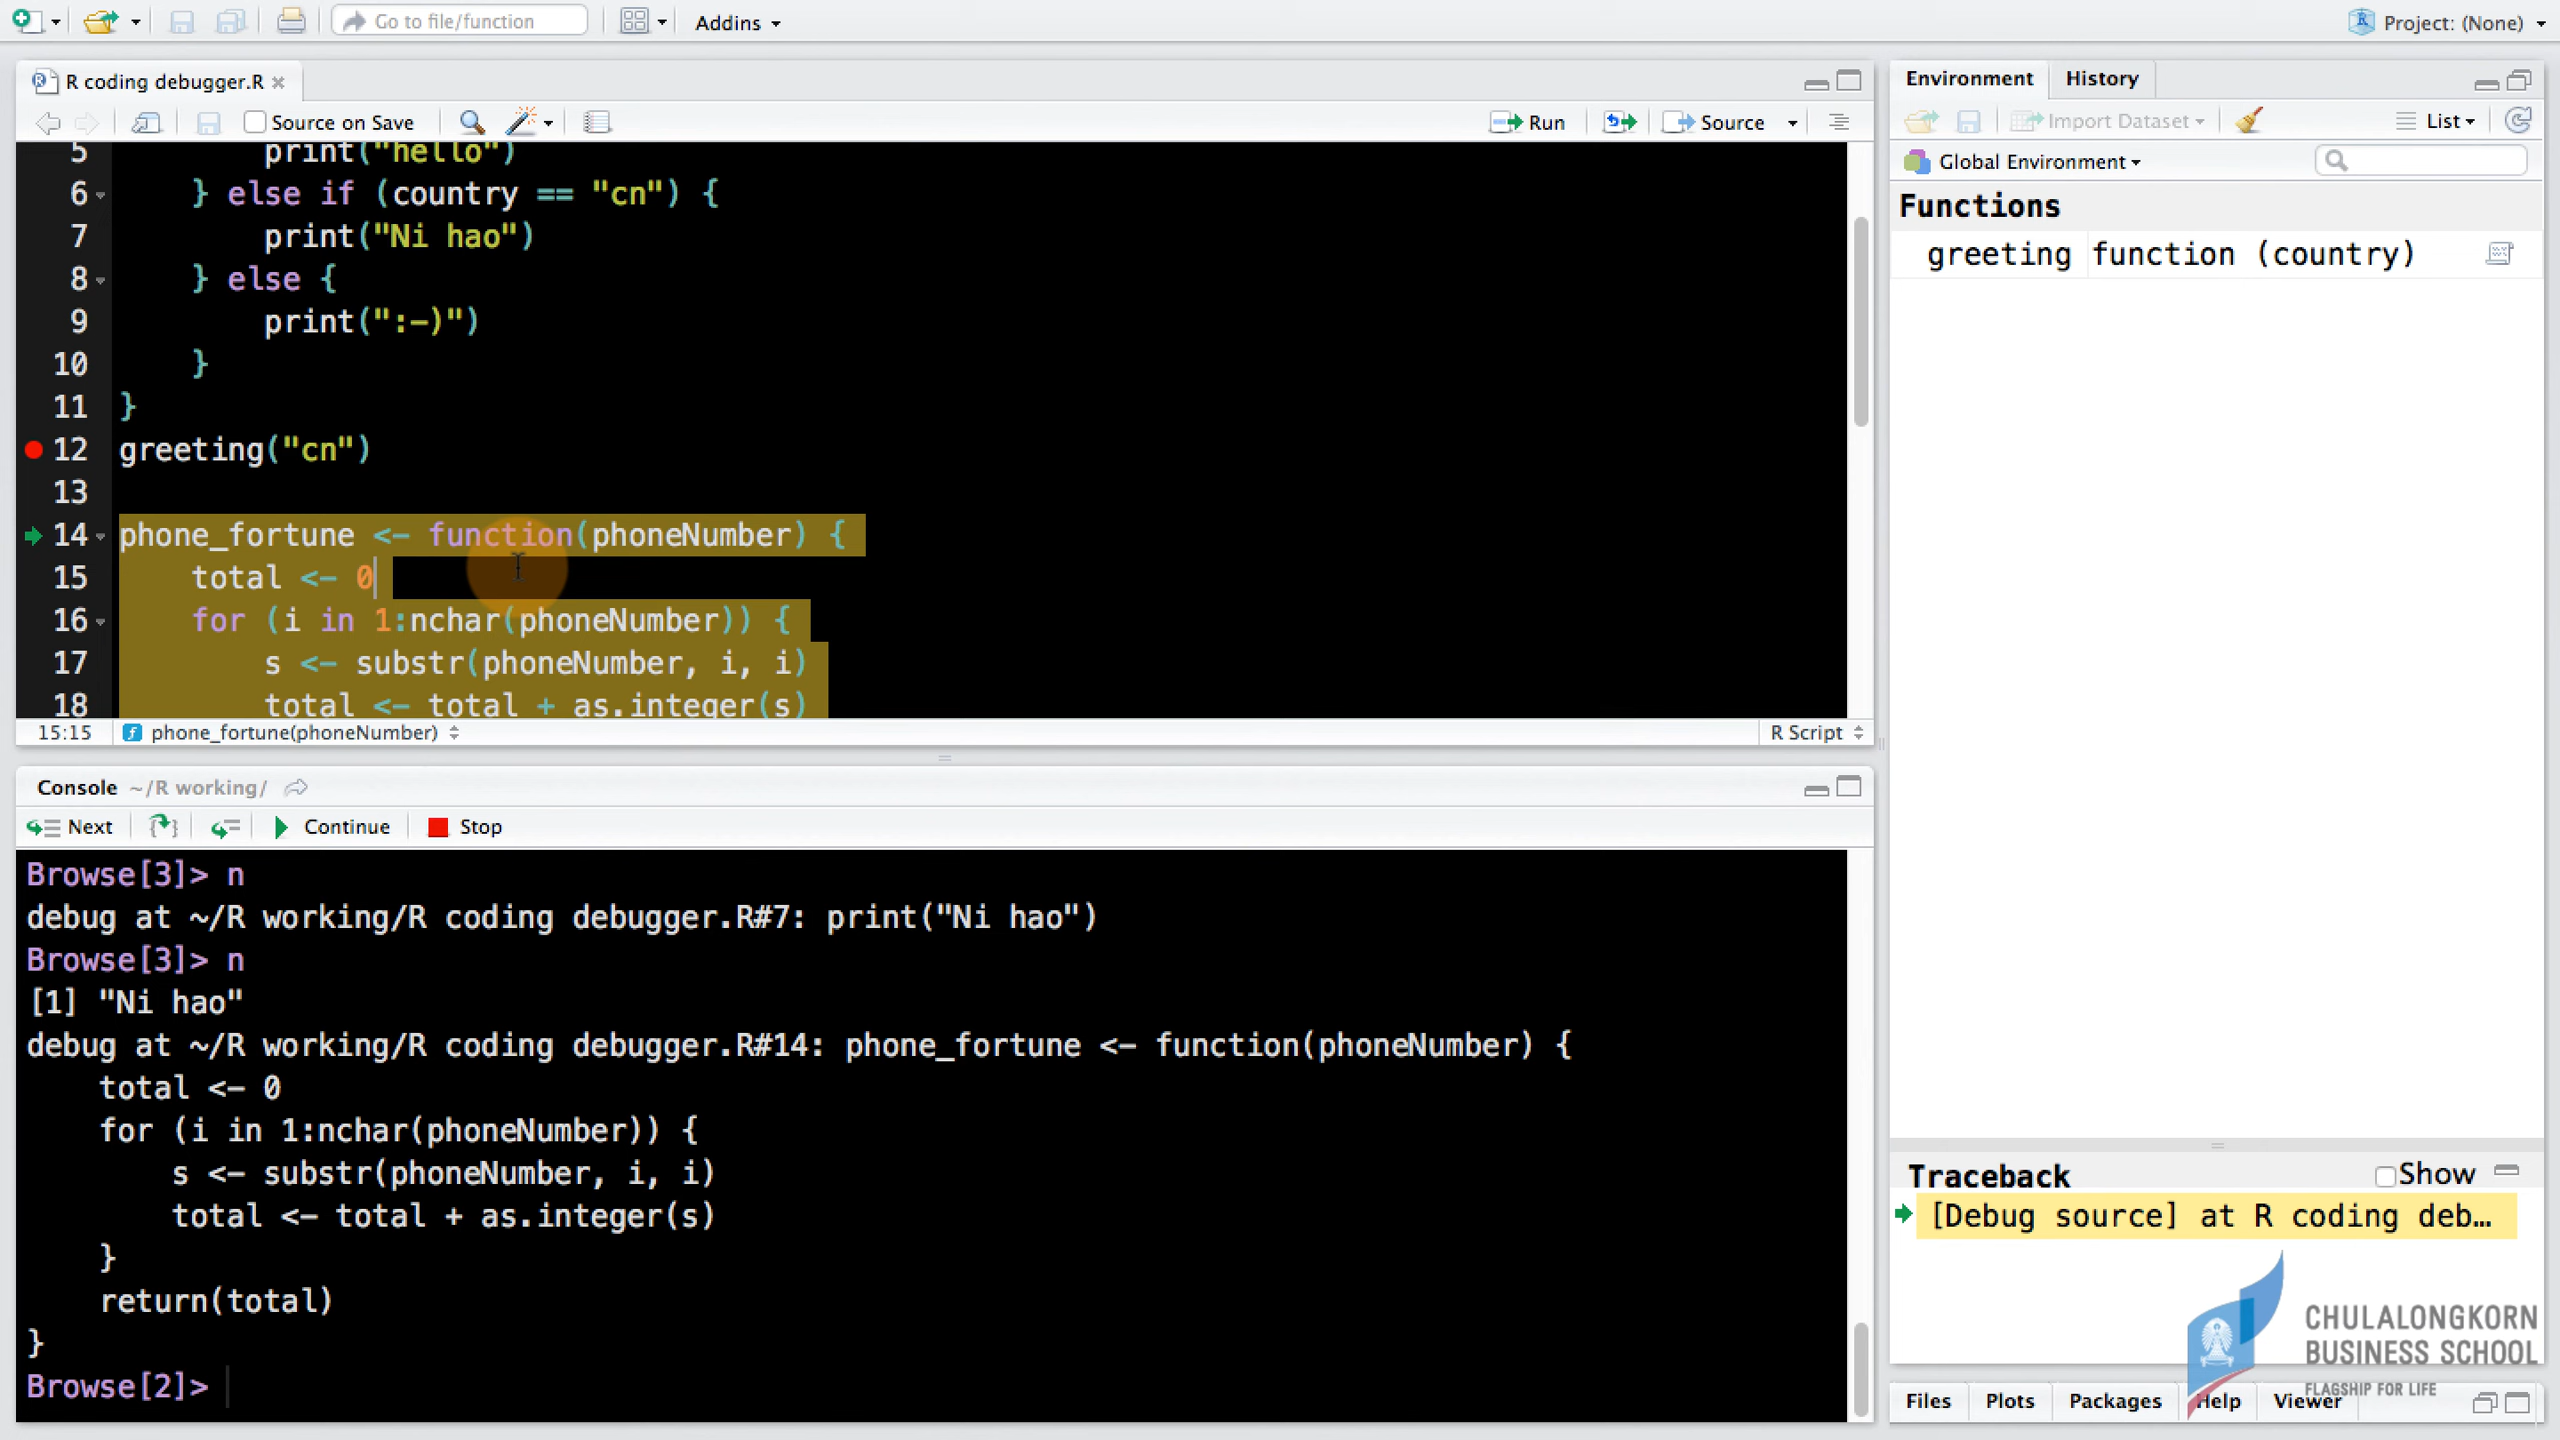 Go to file/function
Addins
Project: (None)
R coding debugger.R
Source on Save
Run
Source
5 print("hello")
6 } else if (country == "cn") {
7 print("Ni hao")
8 } else {
9 print(":-)")
10 }
11 }
12 greeting("cn")
13
14 phone_fortune <- function(phoneNumber) {
15 total <- 0
16 for (i in 1:nchar(phoneNumber)) {
17 s <- substr(phoneNumber, i, i)
18 total <- total + as.integer(s)
15:15 phone_fortune(phoneNumber) R Script
Console ~/R working/
Next Continue Stop
Browse[3]> n
debug at ~/R working/R coding debugger.R#7: print("Ni hao")
Browse[3]> n
[1] "Ni hao"
debug at ~/R working/R coding debugger.R#14: phone_fortune <- function(phoneNumber) {
total <- 0
for (i in 1:nchar(phoneNumber)) {
s <- substr(phoneNumber, i, i)
total <- total + as.integer(s)
}
return(total)
}
Browse[2]>
Environment History
Import Dataset List
Global Environment
Functions
greeting function (country)
Traceback Show
[Debug source] at R coding deb…
CHULALONGKORN
BUSINESS SCHOOL
FLAGSHIP FOR LIFE
Files Plots Packages Help Viewer